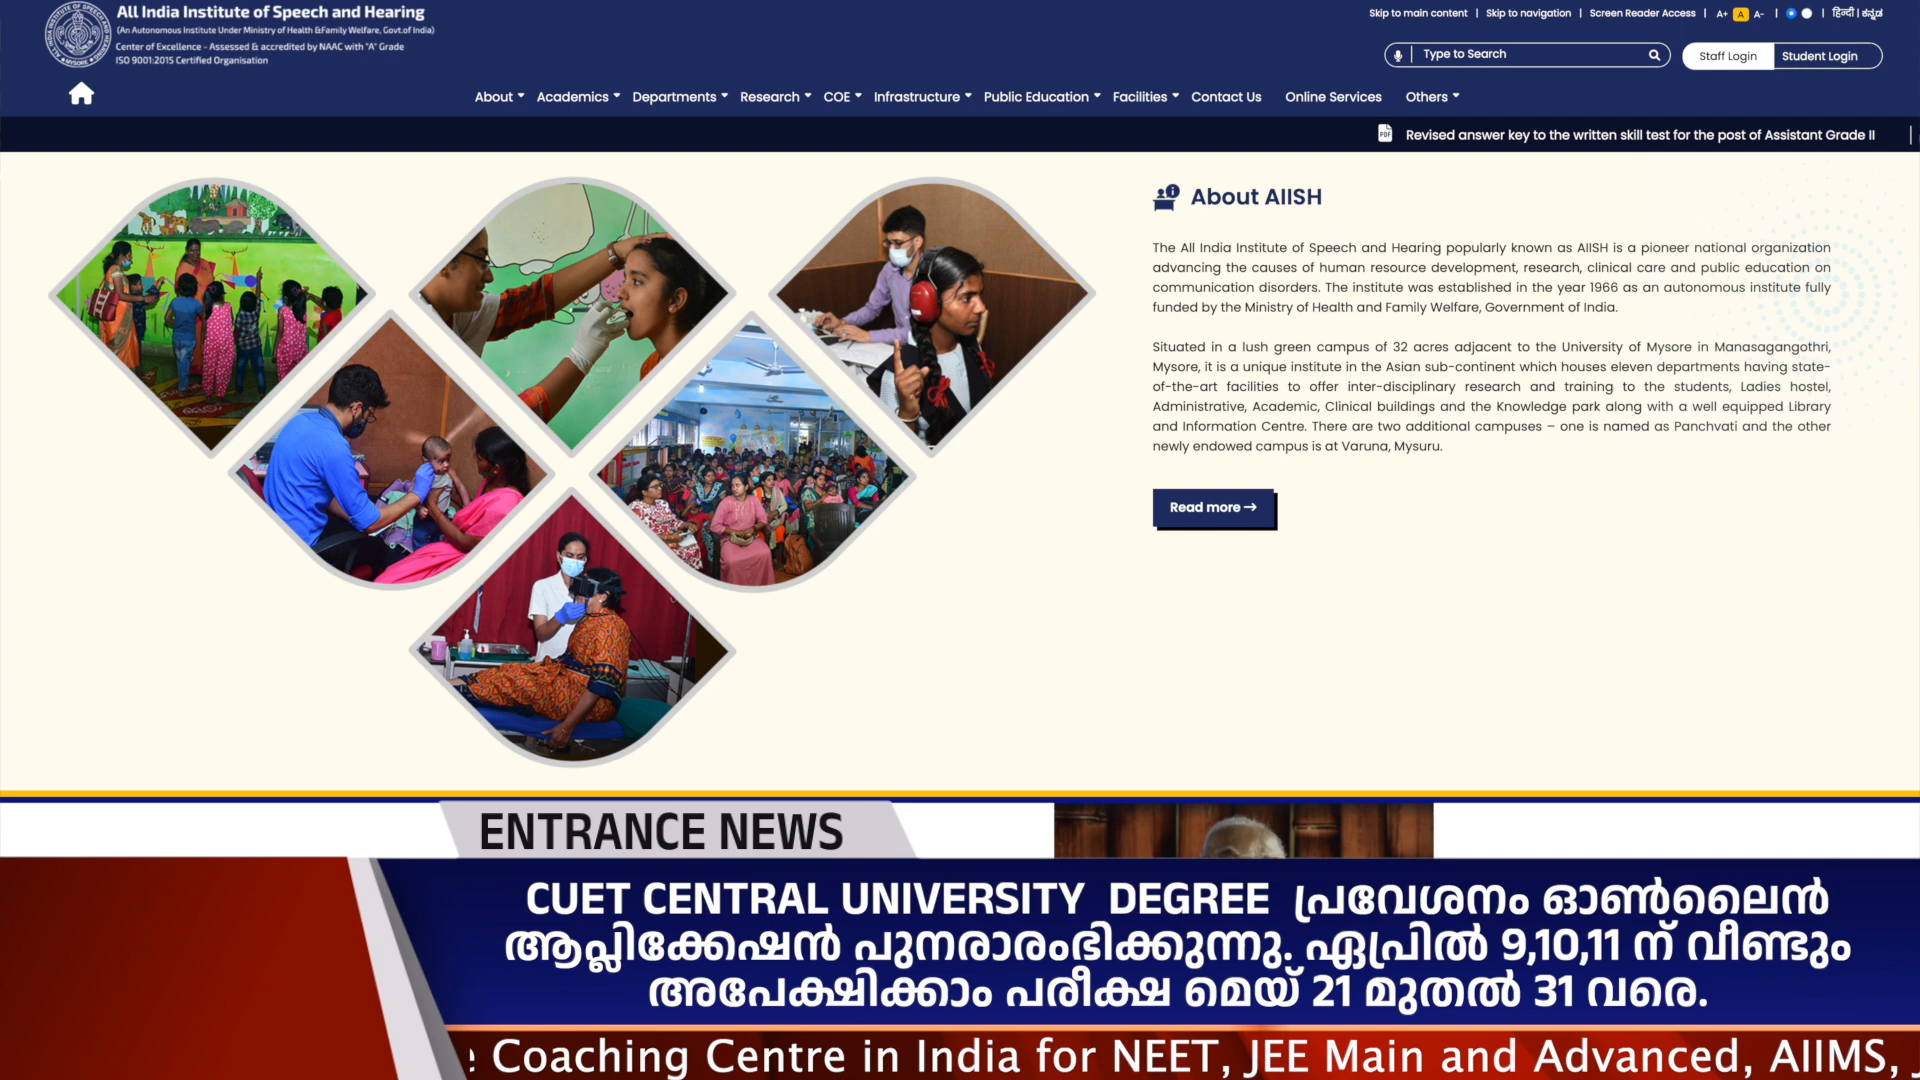 All India Institute of Speech and Hearing
(An Autonomous Institute Under Ministry of Health &Family Welfare, Govt.of India)
Center of Excellence - Assessed & accredited by NAAC with "A" Grade
ISO 9001:2015 Certified Organisation
Skip to main content | Skip to navigation | Screen Reader Access | A+ A A- | | हिन्दी | ಕನ್ನಡ
Type to Search
Staff Login Student Login
About Academics Departments Research COE Infrastructure Public Education Facilities Contact Us Online Services Others
PDF Revised answer key to the written skill test for the post of Assistant Grade II |
About AIISH
The All India Institute of Speech and Hearing popularly known as AIISH is a pioneer national organization
advancing the causes of human resource development, research, clinical care and public education on
communication disorders. The institute was established in the year 1966 as an autonomous institute fully
funded by the Ministry of Health and Family Welfare, Government of India.
Situated in a lush green campus of 32 acres adjacent to the University of Mysore in Manasagangothri,
Mysore, it is a unique institute in the Asian sub-continent which houses eleven departments having state-
of-the-art facilities to offer inter-disciplinary research and training to the students, Ladies hostel,
Administrative, Academic, Clinical buildings and the Knowledge park along with a well equipped Library
and Information Centre. There are two additional campuses – one is named as Panchvati and the other
newly endowed campus is at Varuna, Mysuru.
Read more →
ENTRANCE NEWS
CUET CENTRAL UNIVERSITY DEGREE പ്രവേശനം ഓൺലൈൻ
ആപ്ലിക്കേഷൻ പുനരാരംഭിക്കുന്നു. ഏപ്രിൽ 9,10,11 ന് വീണ്ടും
അപേക്ഷിക്കാം പരീക്ഷ മെയ് 21 മുതൽ 31 വരെ.
Coaching Centre in India for NEET, JEE Main and Advanced, AIIMS,